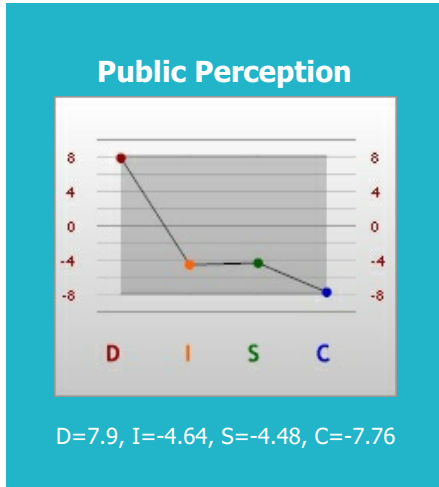 Public Perception
8 8
4 4
0 0
-4 -4
-8 -8
D I S C
D=7.9, I=-4.64, S=-4.48, C=-7.76